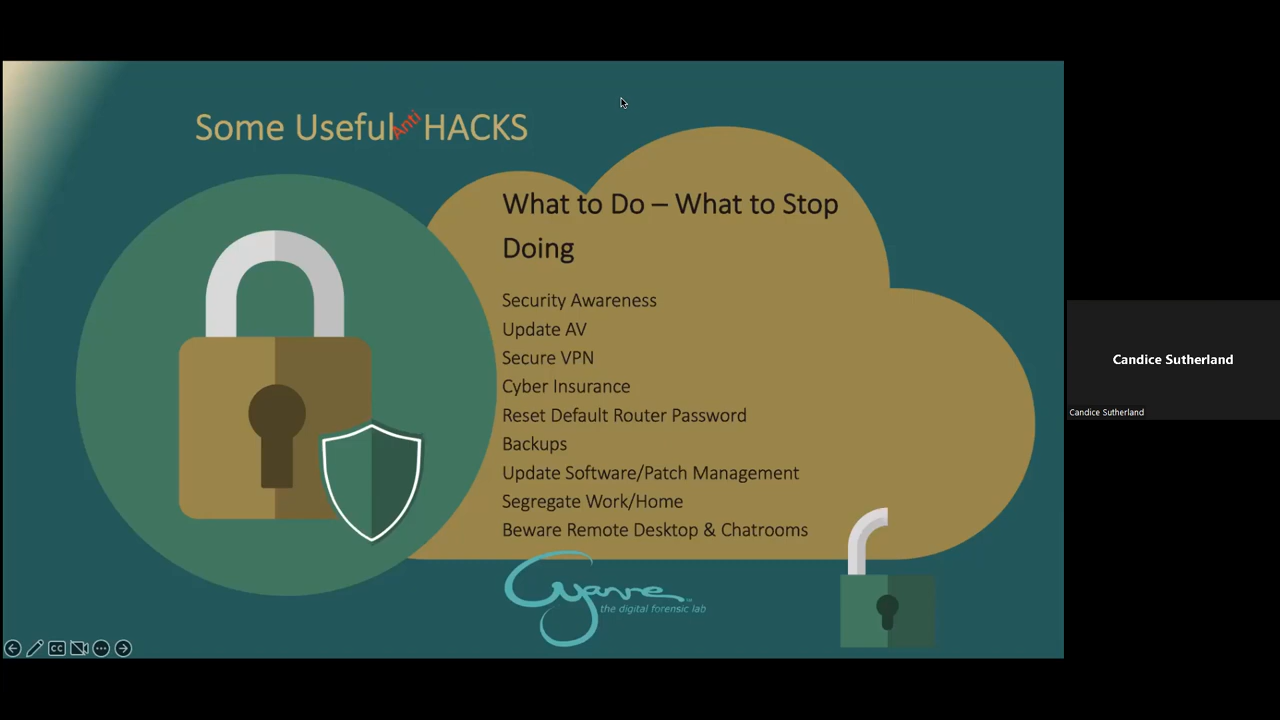 Some Useful Anti HACKS
What to Do – What to Stop
Doing
Security Awareness
Update AV
Secure VPN
Cyber Insurance
Reset Default Router Password
Backups
Update Software/Patch Management
Segregate Work/Home
Beware Remote Desktop & Chatrooms
Cyanre
the digital forensic lab
CC
Candice Sutherland
Candice Sutherland